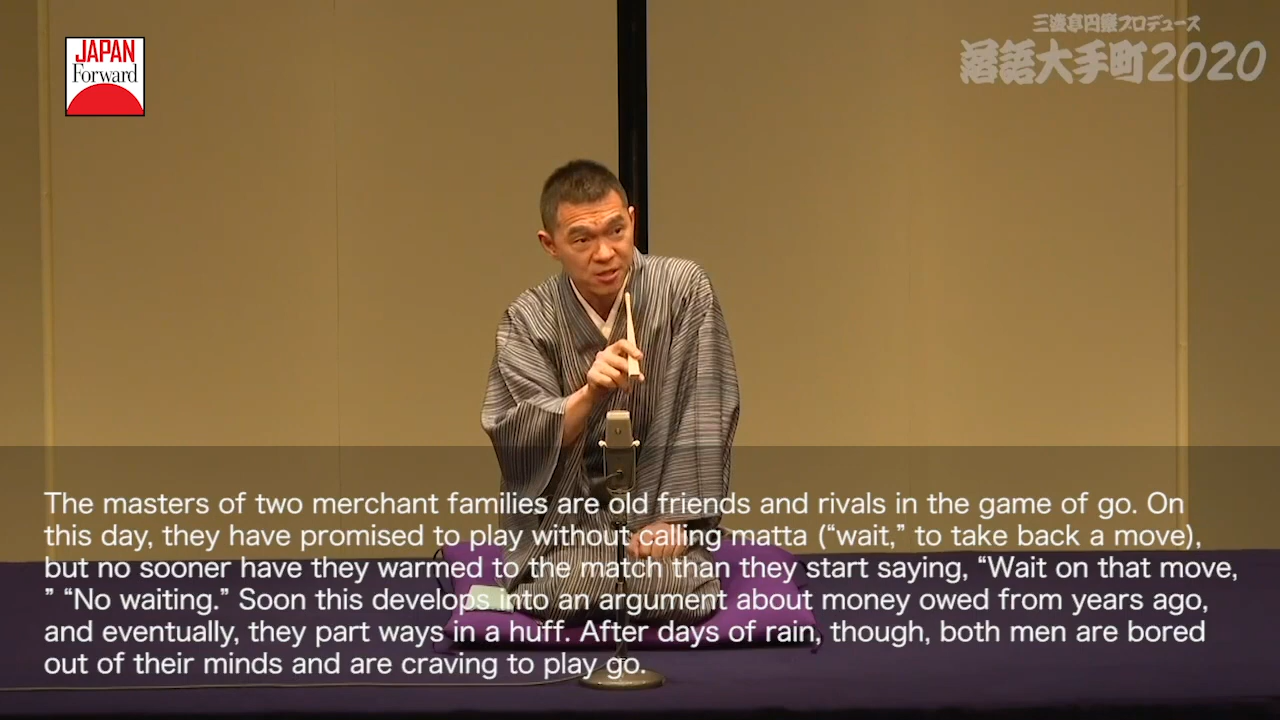 JAPAN
Forward
三遊亭円楽プロデュース
落語大手町2020
The masters of two merchant families are old friends and rivals in the game of go. On
this day, they have promised to play without calling matta (“wait,” to take back a move),
but no sooner have they warmed to the match than they start saying, “Wait on that move,
” “No waiting.” Soon this develops into an argument about money owed from years ago,
and eventually, they part ways in a huff. After days of rain, though, both men are bored
out of their minds and are craving to play go.